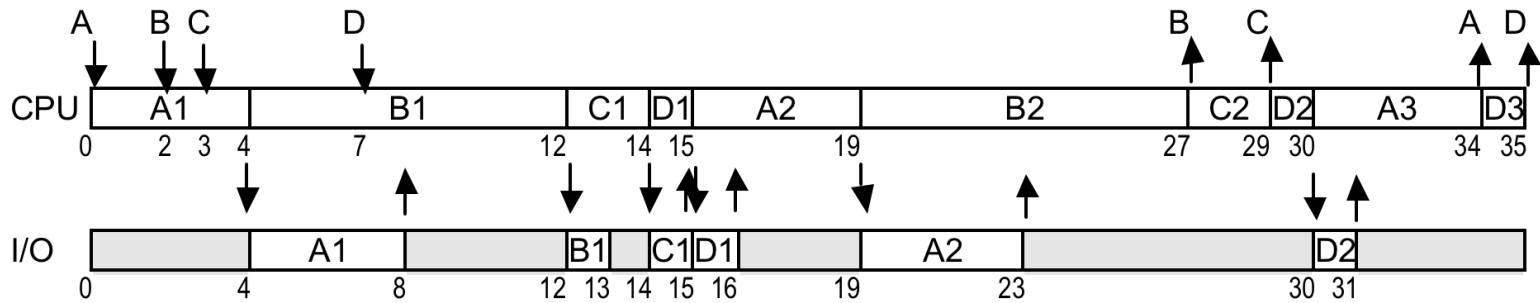 A B C D B C A D
CPU A1 B1 C1 D1 A2 B2 C2 D2 A3 D3
0 2 3 4 7 12 14 15 19 27 29 30 34 35
I/O A1 B1 C1 D1 A2 D2
0 4 8 12 13 14 15 16 19 23 30 31